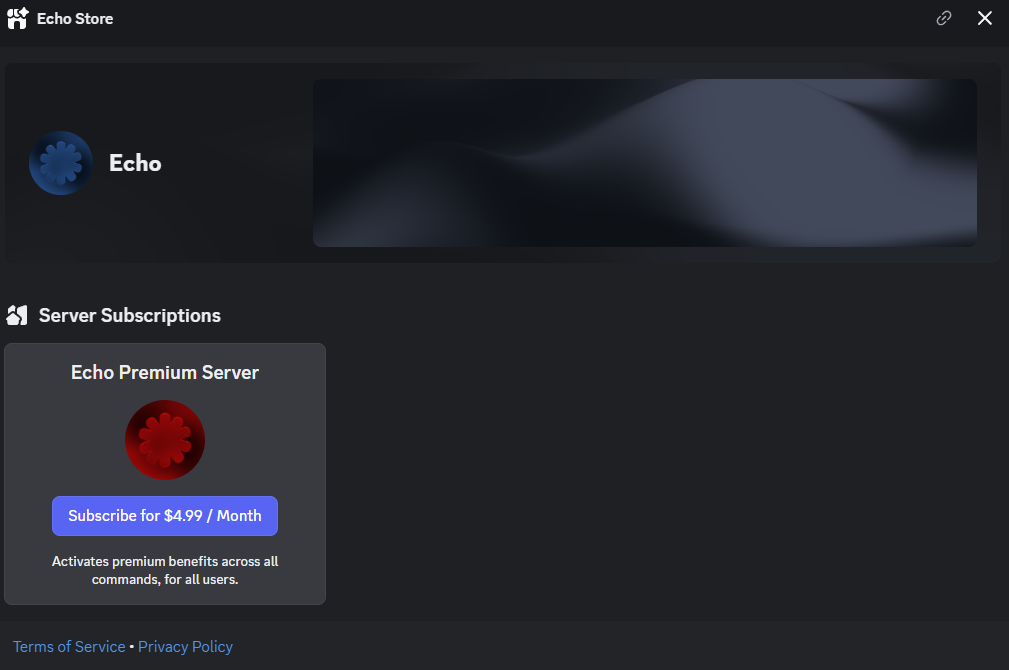 Echo Store
Echo
Server Subscriptions
Echo Premium Server
Subscribe for $4.99 / Month
Activates premium benefits across all
commands, for all users.
Terms of Service • Privacy Policy